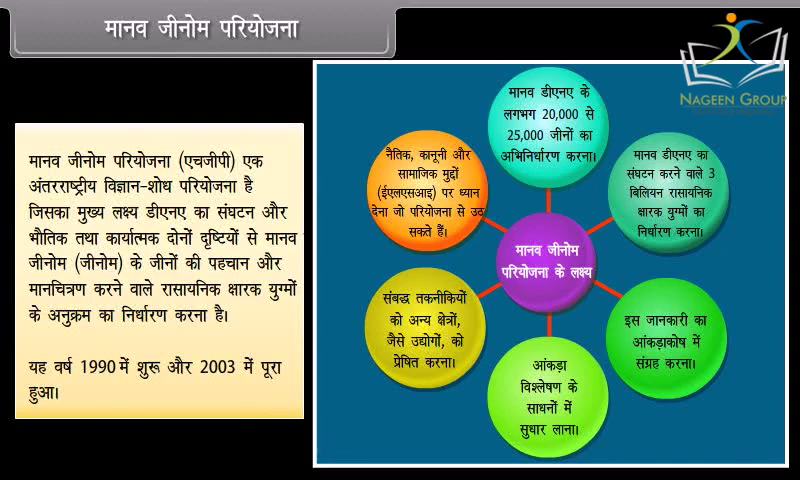 मानव जीनोम परियोजना
NAGEEN GROUP
मानव जीनोम परियोजना (एचजीपी) एक
अंतरराष्ट्रीय विज्ञान-शोध परियोजना है
जिसका मुख्य लक्ष्य डीएनए का संघटन और
भौतिक तथा कार्यात्मक दोनों दृष्टियों से मानव
जीनोम (जीनोम) के जीनों की पहचान और
मानचित्रण करने वाले रासायनिक क्षारक युग्मों
के अनुक्रम का निर्धारण करना है।
यह वर्ष 1990 में शुरू और 2003 में पूरा
हुआ।
मानव डीएनए के
लगभग 20,000 से
25,000 जीनों का
अभिनिर्धारण करना।
मानव डीएनए का
संघटन करने वाले 3
बिलियन रासायनिक
क्षारक युग्मों का
निर्धारण करना।
इस जानकारी का
आंकड़ाकोष में
संग्रह करना।
आंकड़ा
विश्लेषण के
साधनों में
सुधार लाना।
संबद्ध तकनीकियों
को अन्य क्षेत्रों,
जैसे उद्योगों, को
प्रेषित करना।
नैतिक, कानूनी और
सामाजिक मुद्दों
(ईएलएसआइ) पर ध्यान
देना जो परियोजना से उठ
सकते हैं।
मानव जीनोम
परियोजना के लक्ष्य